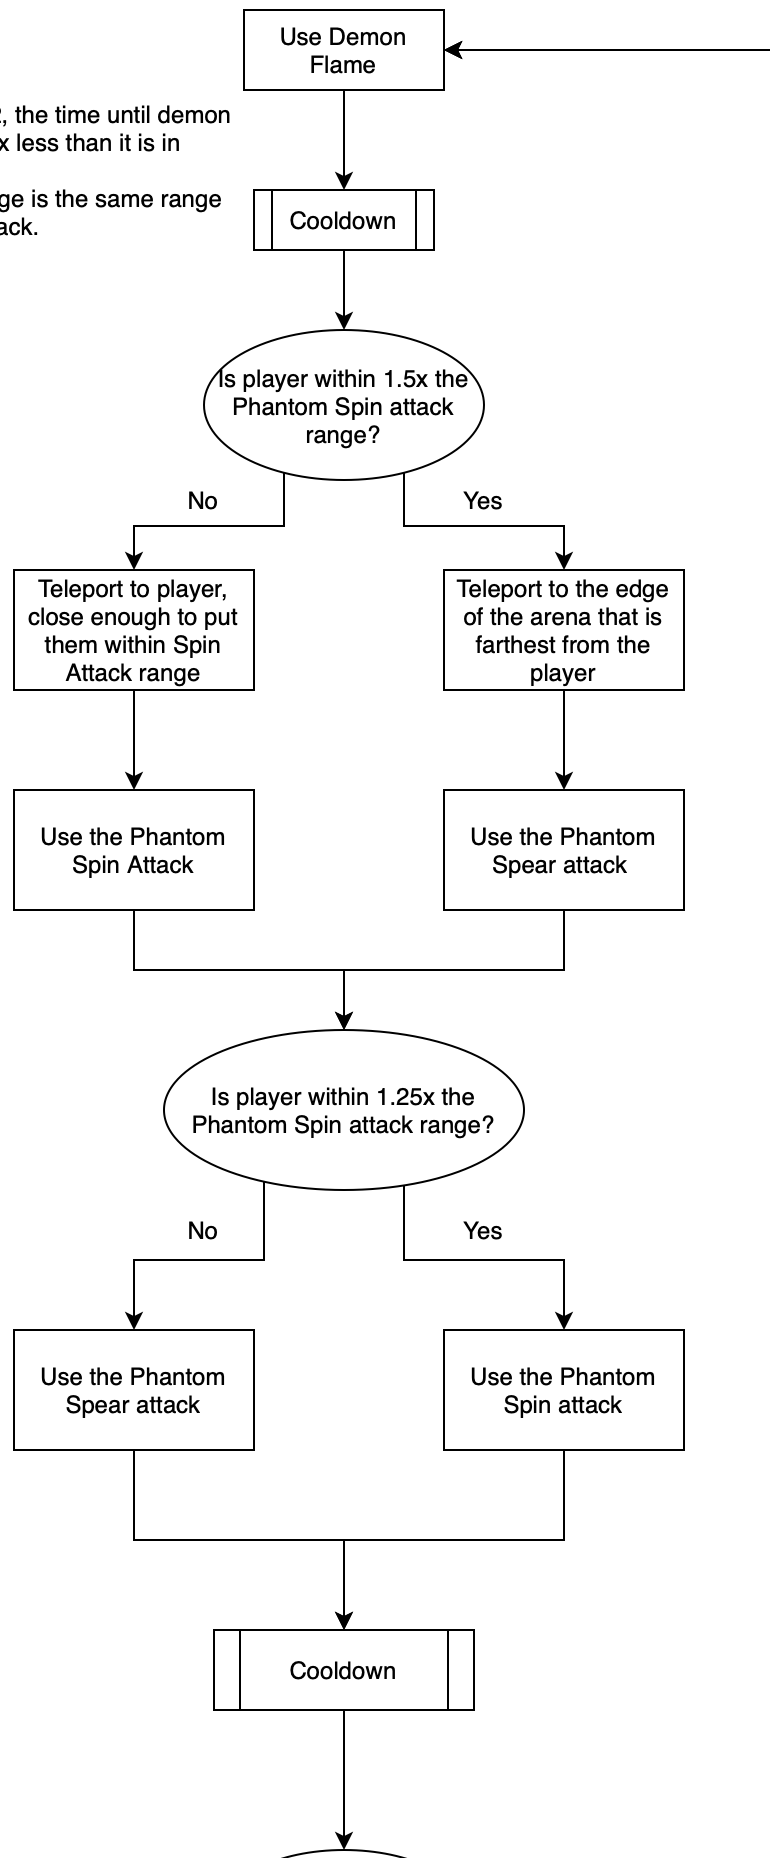 Use Demon
Flame
, the time until demon
x less than it is in
ge is the same range
ack.
Cooldown
Is player within 1.5x the
Phantom Spin attack
range?
No
Yes
Teleport to player,
close enough to put
them within Spin
Attack range
Teleport to the edge
of the arena that is
farthest from the
player
Use the Phantom
Spin Attack
Use the Phantom
Spear attack
Is player within 1.25x the
Phantom Spin attack range?
No
Yes
Use the Phantom
Spear attack
Use the Phantom
Spin attack
Cooldown